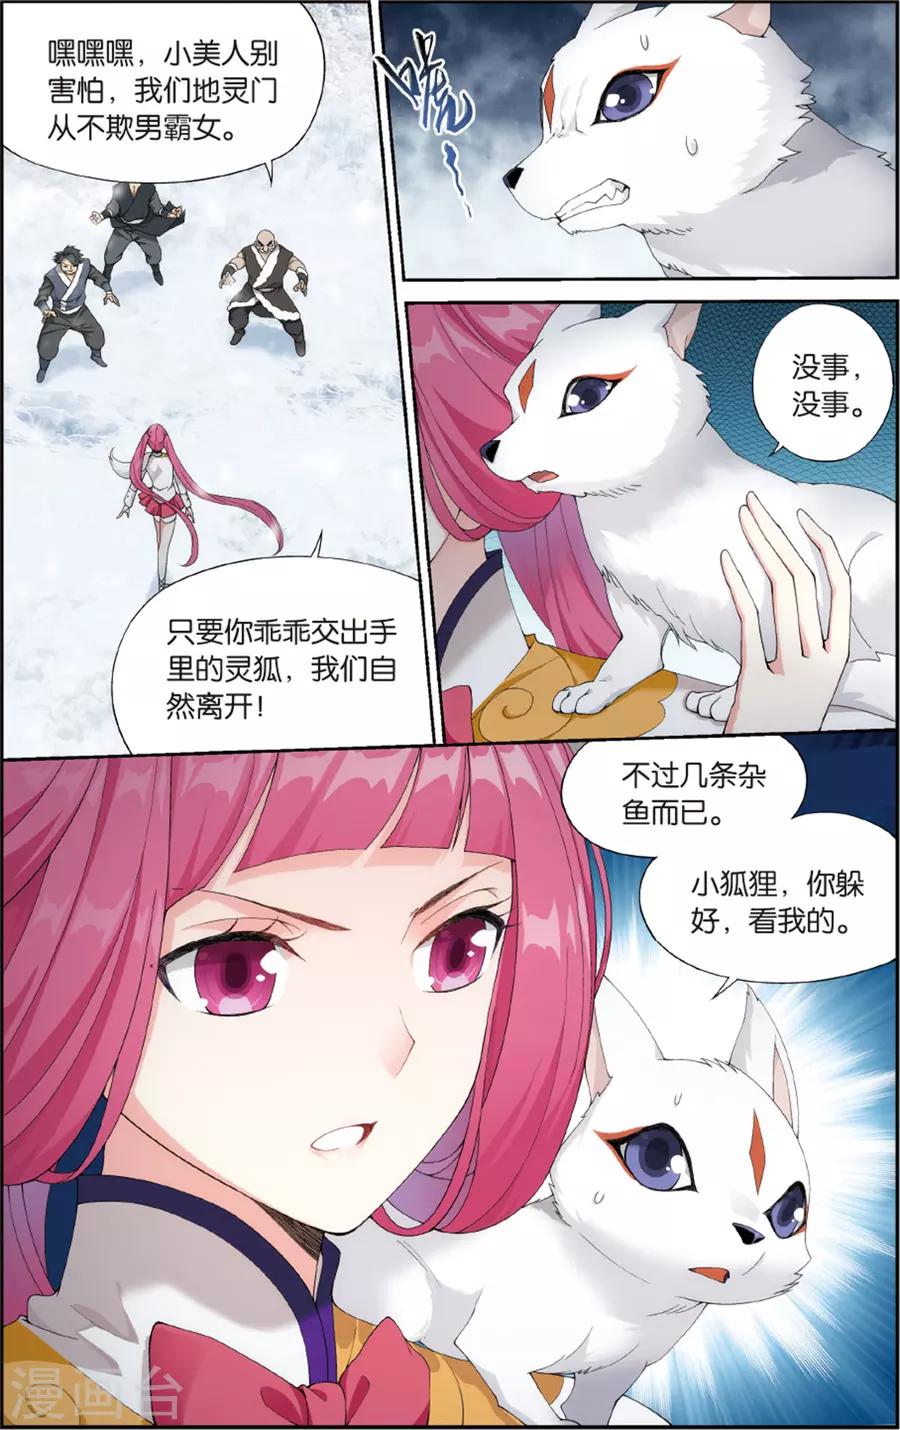 嘿嘿嘿，小美人别
害怕，我们地灵门
从不欺男霸女。
没事，
没事。
只要你乖乖交出手
里的灵狐，我们自
然离开！
不过几条杂
鱼而已。
小狐狸，你躲
好，看我的。
漫画台